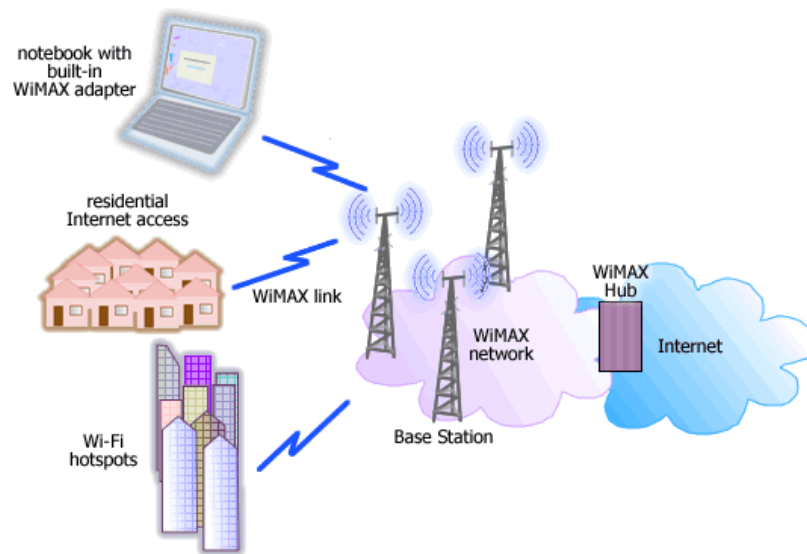 notebook with
built-in
WiMAX adapter
residential
Internet access
WiMAX link
WiMAX
Hub
WiMAX
network
Internet
Base Station
Wi-Fi
hotspots